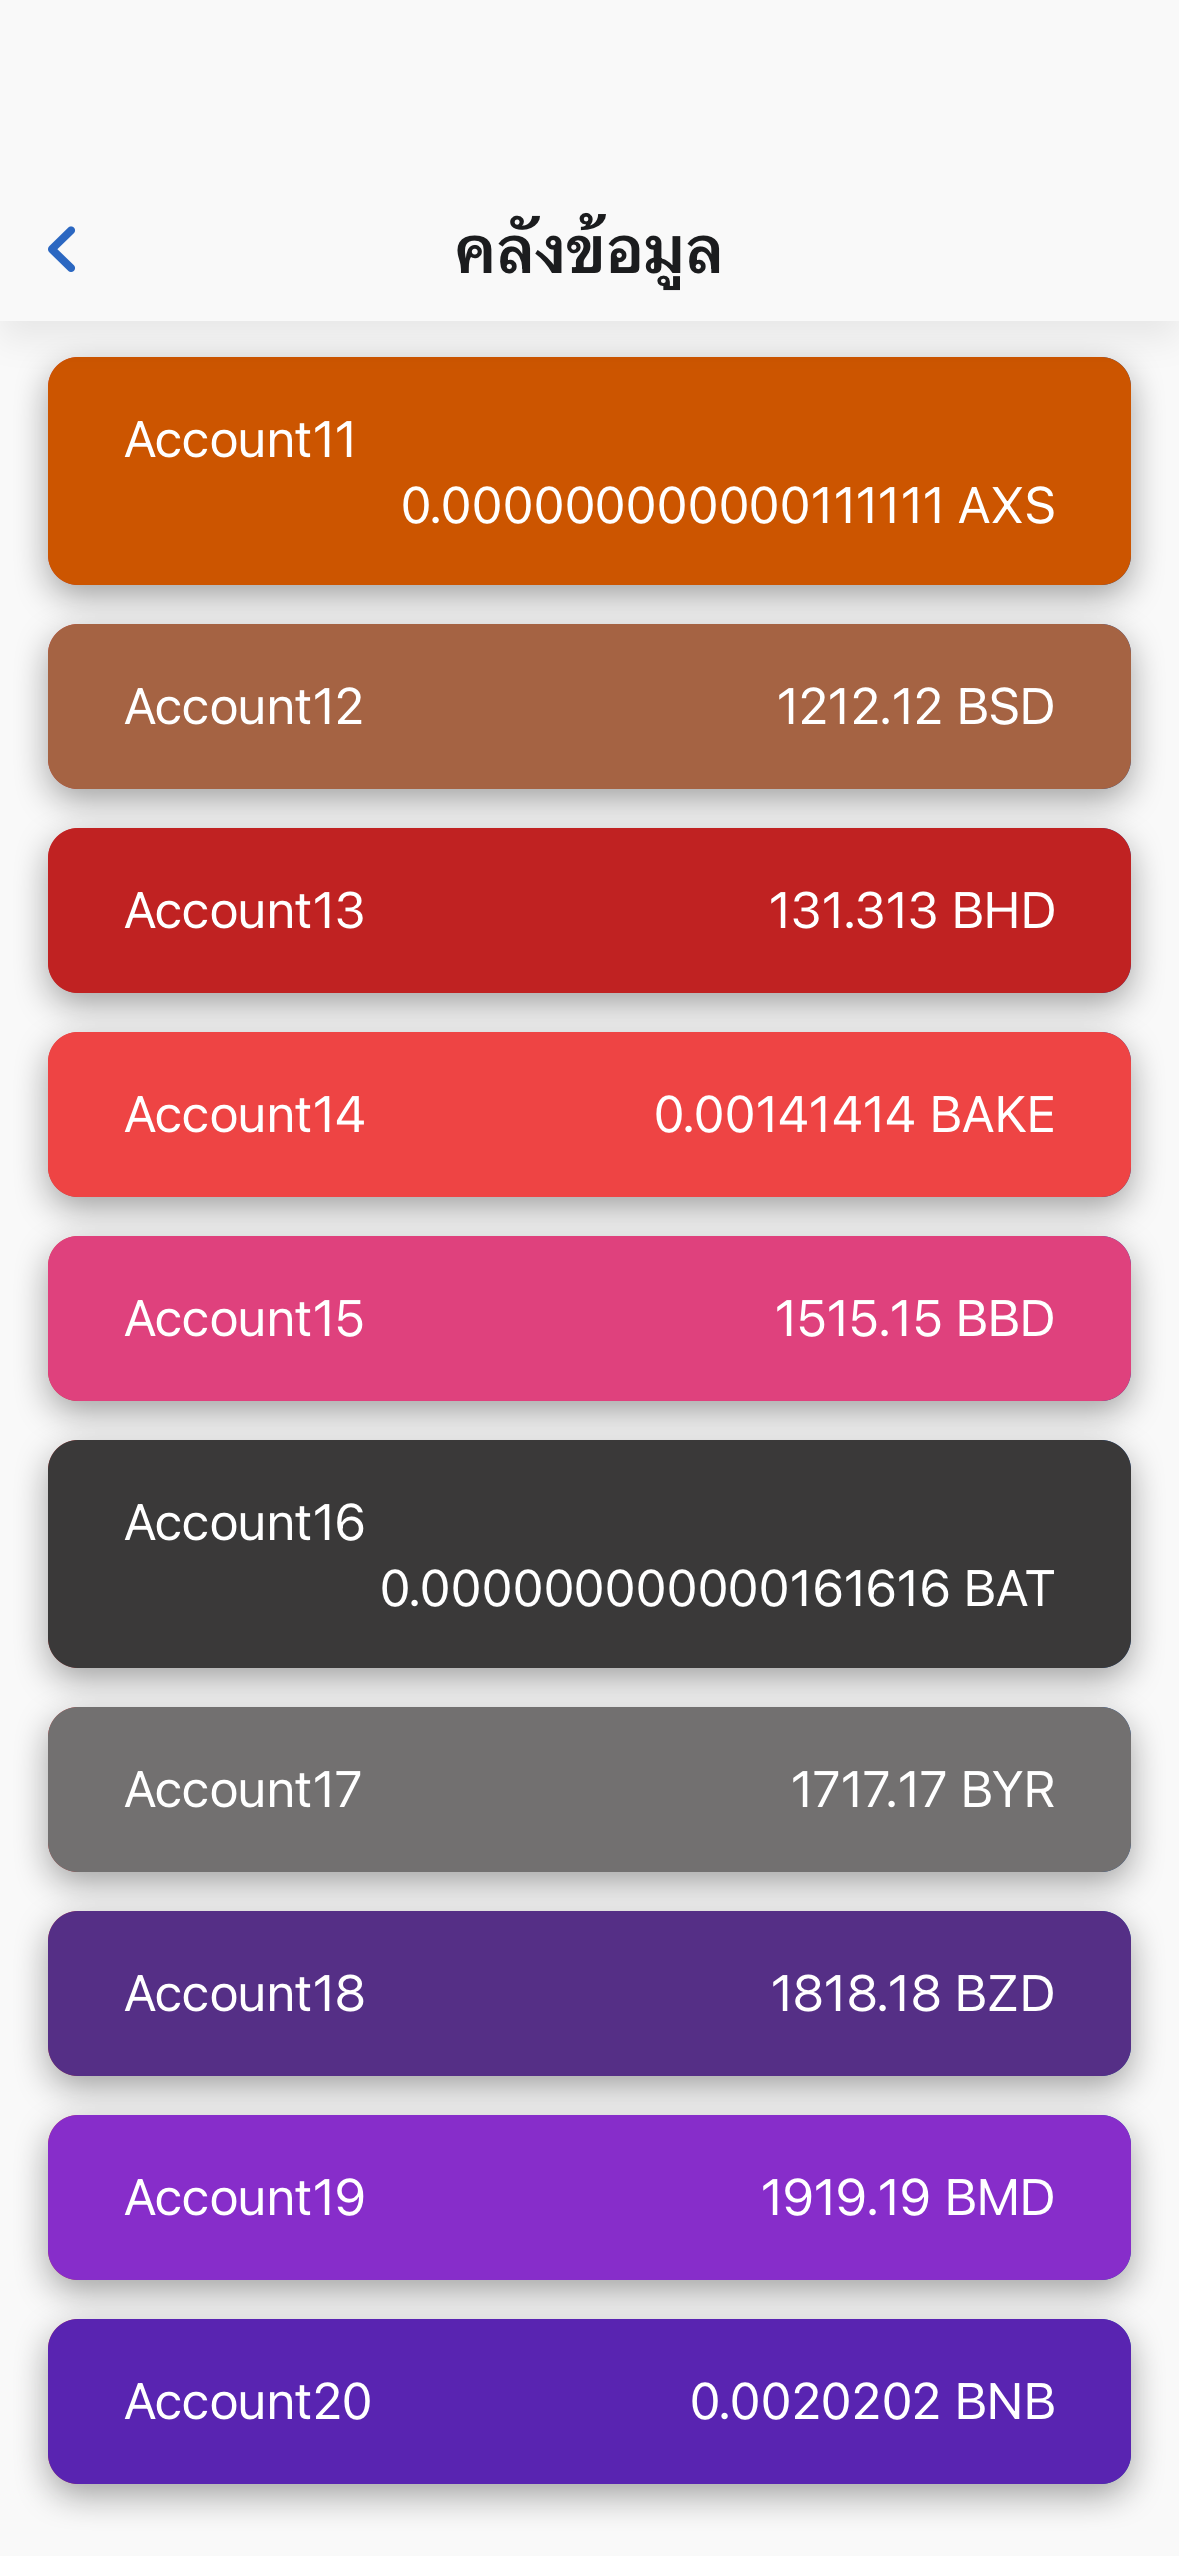 คลังข้อมูล
Account11
0.000000000000111111 AXS
Account12 1212.12 BSD
Account13 131.313 BHD
Account14 0.00141414 BAKE
Account15 1515.15 BBD
Account16
0.000000000000161616 BAT
Account17 1717.17 BYR
Account18 1818.18 BZD
Account19 1919.19 BMD
Account20 0.0020202 BNB